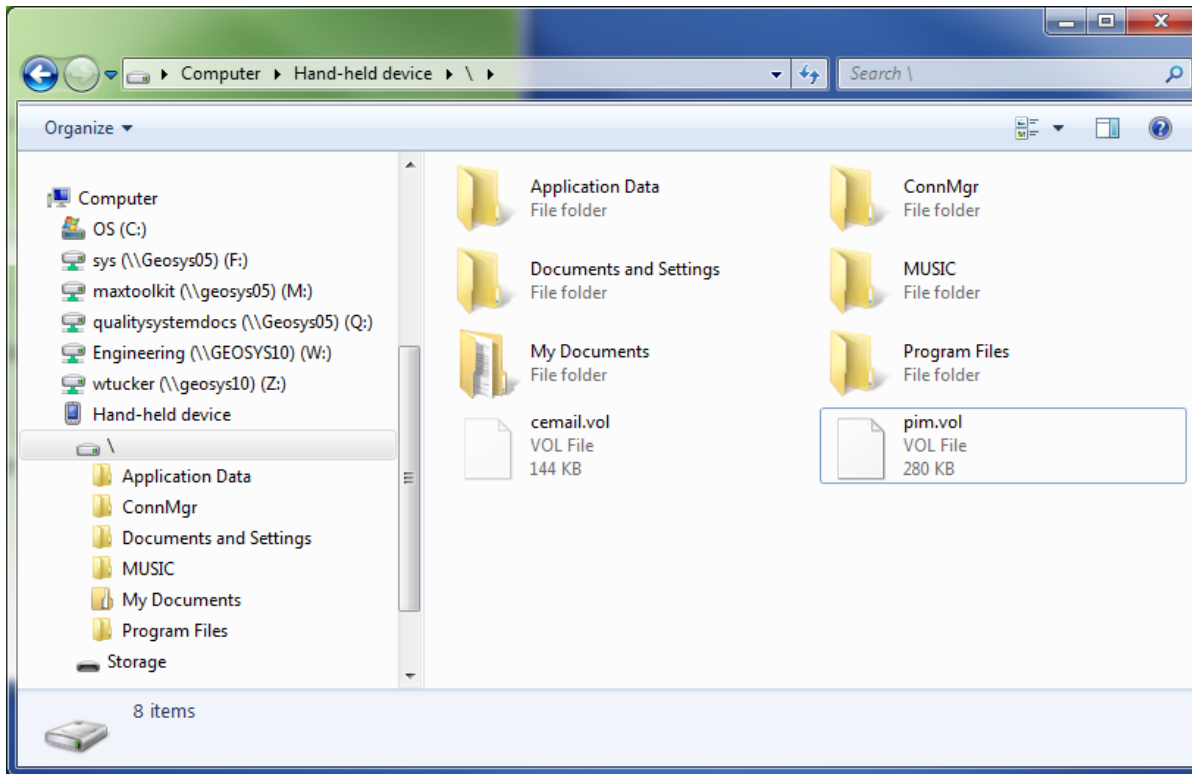 Computer Hand-held device \
Search \
Organize
Computer
OS (C:)
sys (\\Geosys05) (F:)
maxtoolkit (\\geosys05) (M:)
qualitysystemdocs (\\Geosys05) (Q:)
Engineering (\\GEOSYS10) (W:)
wtucker (\\geosys10) (Z:)
Hand-held device
\
Application Data
ConnMgr
Documents and Settings
MUSIC
My Documents
Program Files
Storage
Application Data
File folder
ConnMgr
File folder
Documents and Settings
File folder
MUSIC
File folder
My Documents
File folder
Program Files
File folder
cemail.vol
VOL File
144 KB
pim.vol
VOL File
280 KB
8 items